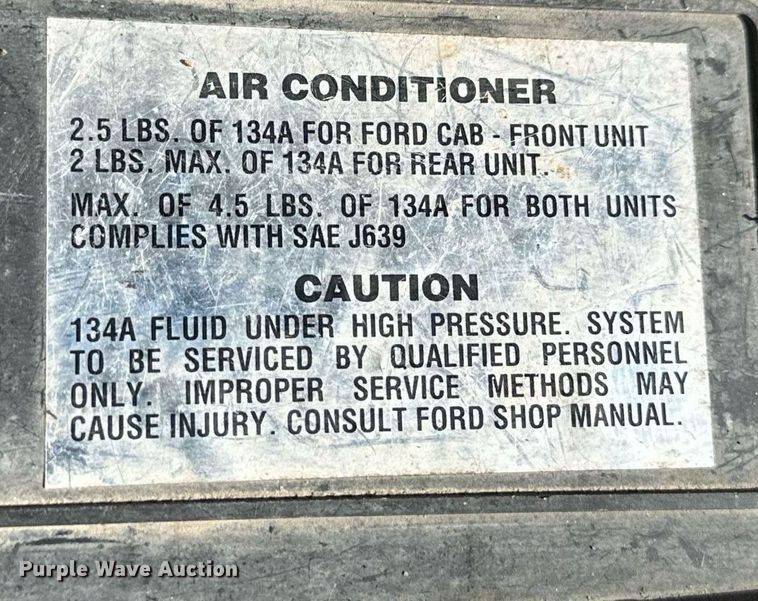 AIR CONDITIONER
2.5 LBS. OF 134A FOR FORD CAB - FRONT UNIT
2 LBS. MAX. OF 134A FOR REAR UNIT.
MAX. OF 4.5 LBS. OF 134A FOR BOTH UNITS
COMPLIES WITH SAE J639
CAUTION
134A FLUID UNDER HIGH PRESSURE. SYSTEM
TO BE SERVICED BY QUALIFIED PERSONNEL
ONLY. IMPROPER SERVICE METHODS MAY
CAUSE INJURY. CONSULT FORD SHOP MANUAL.
Purple Wave Auction